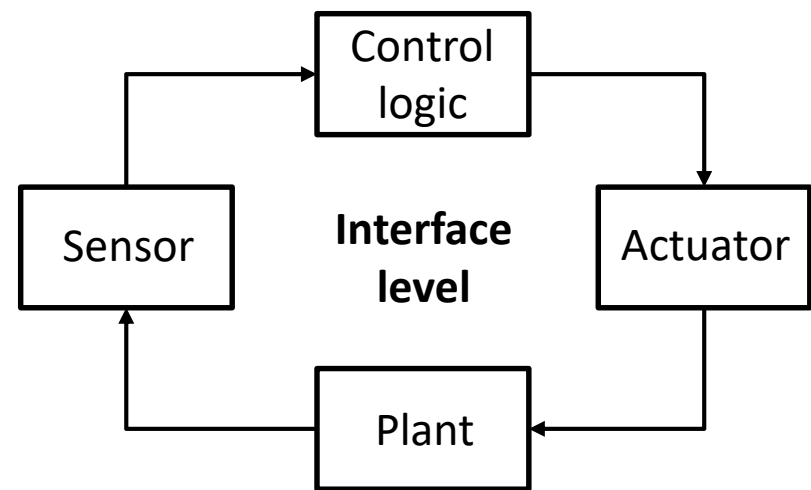 Control
logic
Sensor
Interface
level
Actuator
Plant